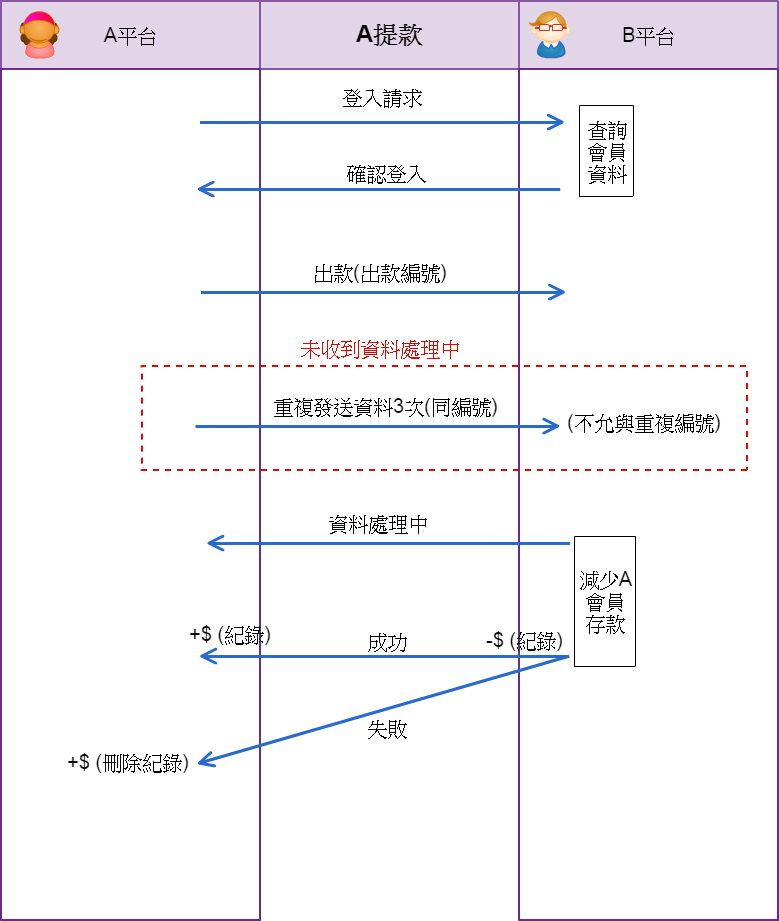 A平台
A提款
B平台
登入請求
查詢
會員
資料
確認登入
出款(出款編號)
未收到資料處理中
重複發送資料3次(同編號)
(不允與重複編號)
資料處理中
減少A
會員
存款
+$ (紀錄)
成功
-$ (紀錄)
失敗
+$ (刪除紀錄)